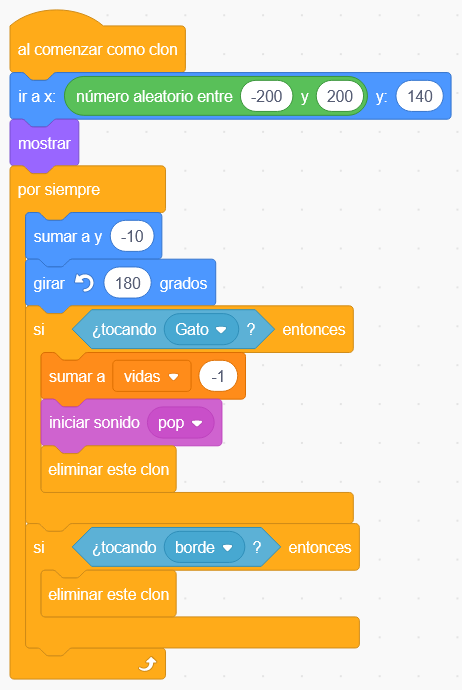 al comenzar como clon
ir a x: número aleatorio entre -200 y 200 y: 140
mostrar
por siempre
sumar a y -10
girar 180 grados
si ¿tocando Gato ? entonces
sumar a vidas -1
iniciar sonido pop
eliminar este clon
si ¿tocando borde ? entonces
eliminar este clon